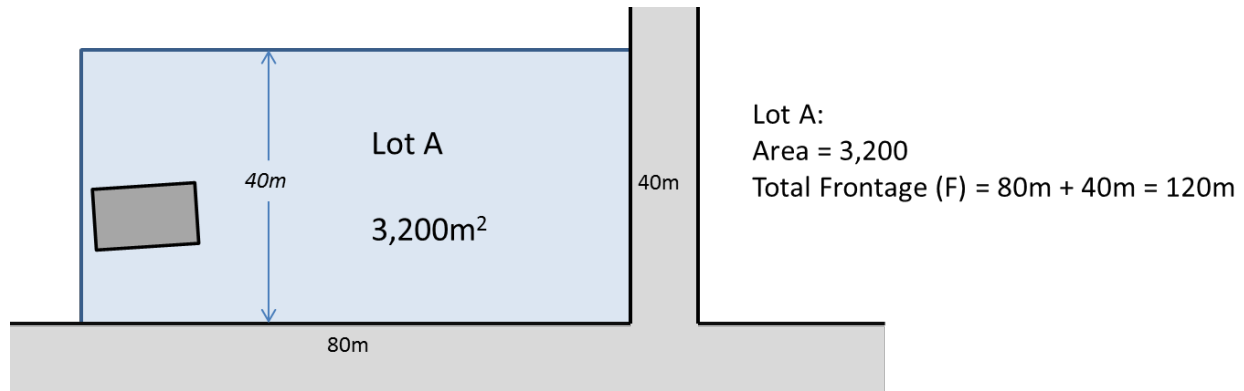 Lot A
40m
3,200m²
40m
80m
Lot A:
Area = 3,200
Total Frontage (F) = 80m + 40m = 120m